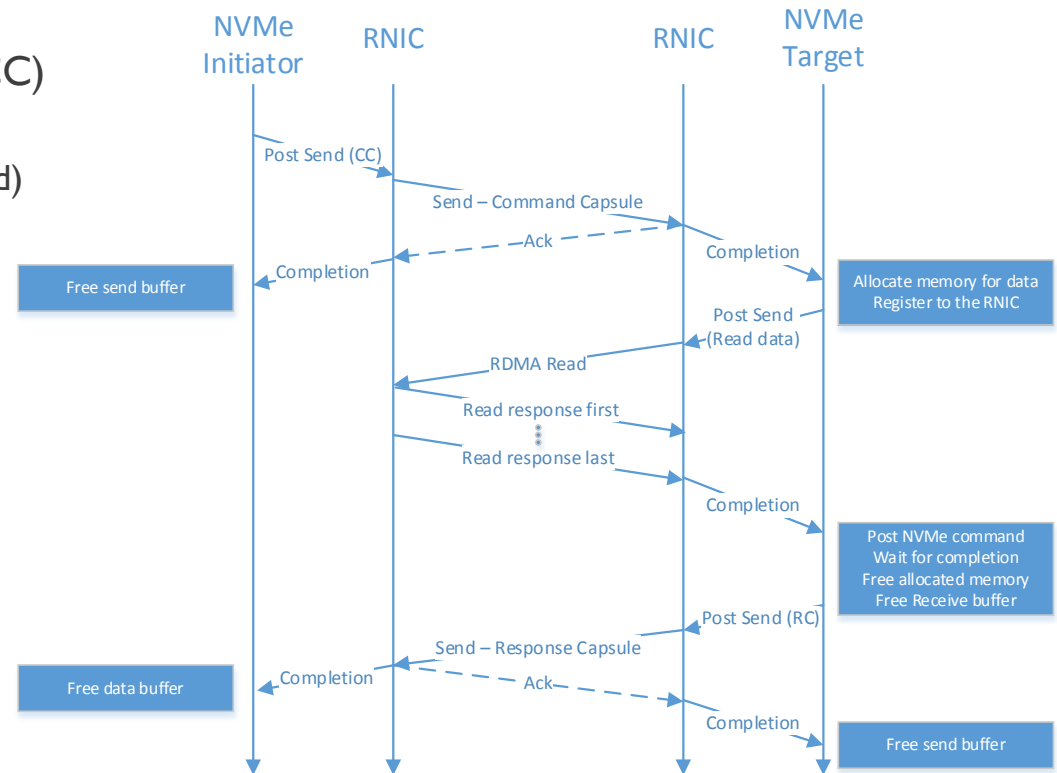 NVMe
Initiator
RNIC
RNIC
NVMe
Target
C)
d)
Post Send (CC)
Send – Command Capsule
Ack
Completion
Completion
Free send buffer
Allocate memory for data
Register to the RNIC
Post Send
(Read data)
RDMA Read
Read response first
Read response last
Completion
Post NVMe command
Wait for completion
Free allocated memory
Free Receive buffer
Post Send (RC)
Send – Response Capsule
Completion
Ack
Free data buffer
Completion
Free send buffer